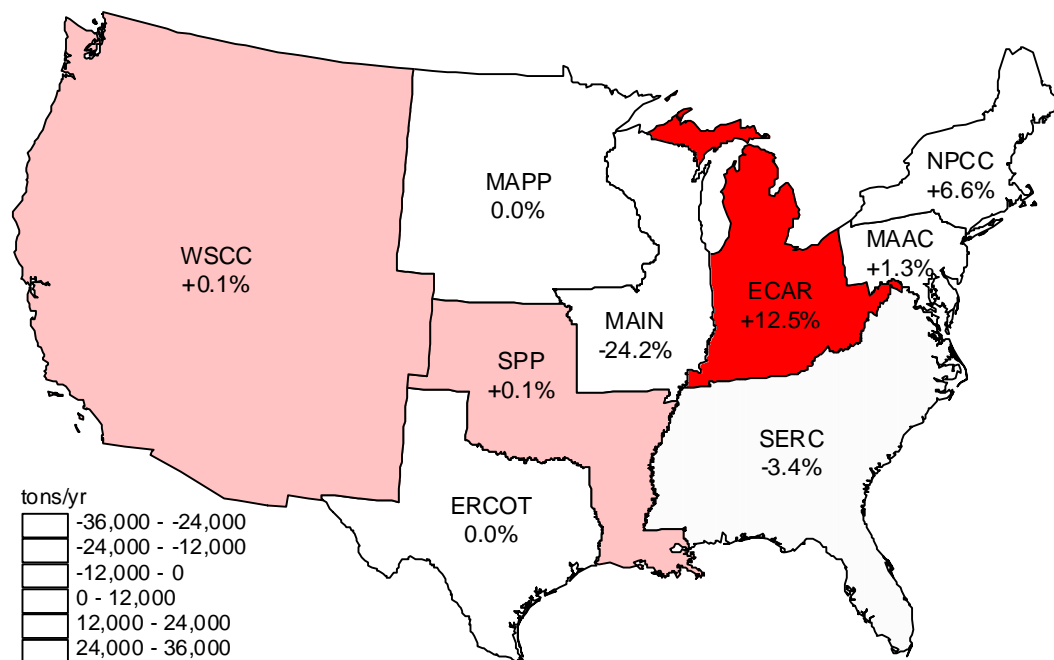 NPCC
+6.6%
MAPP
0.0%
MAAC
+1.3%
WSCC
+0.1%
ECAR
+12.5%
MAIN
-24.2%
SPP
+0.1%
SERC
-3.4%
ERCOT
0.0%
tons/yr
-36,000 - -24,000
-24,000 - -12,000
-12,000 - 0
0 - 12,000
12,000 - 24,000
24,000 - 36,000